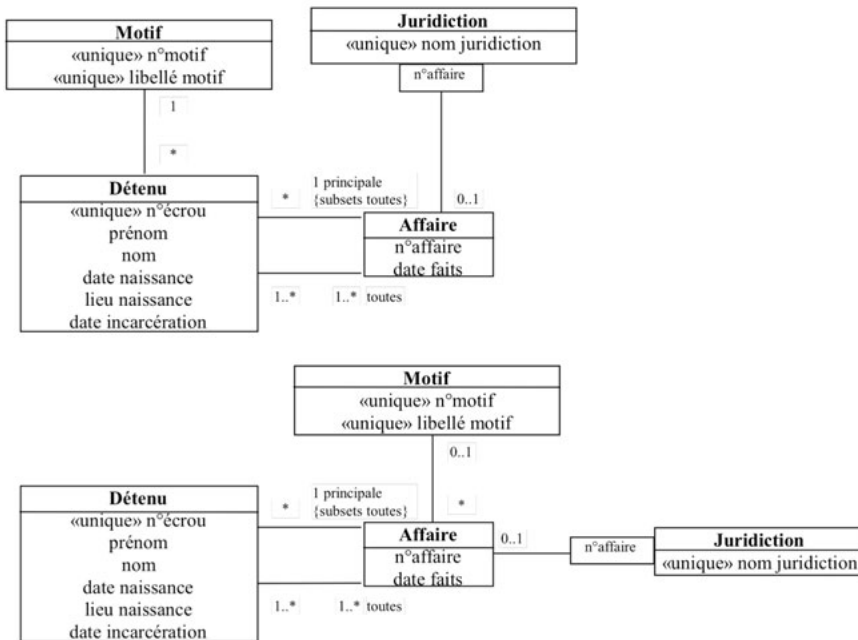 Motif
«unique» n°motif
«unique» libellé motif
Juridiction
«unique» nom juridiction
n°affaire
1
*
Détenu
«unique» n°écrou
prénom
nom
date naissance
lieu naissance
date incarcération
*
1 principale
{subsets toutes}
0..1
Affaire
n°affaire
date faits
1..*
1..* toutes
Motif
«unique» n°motif
«unique» libellé motif
0..1
*
Détenu
«unique» n°écrou
prénom
nom
date naissance
lieu naissance
date incarcération
*
1 principale
{subsets toutes}
Affaire
n°affaire
date faits
0..1
n°affaire
Juridiction
«unique» nom juridiction
1..*
1..* toutes